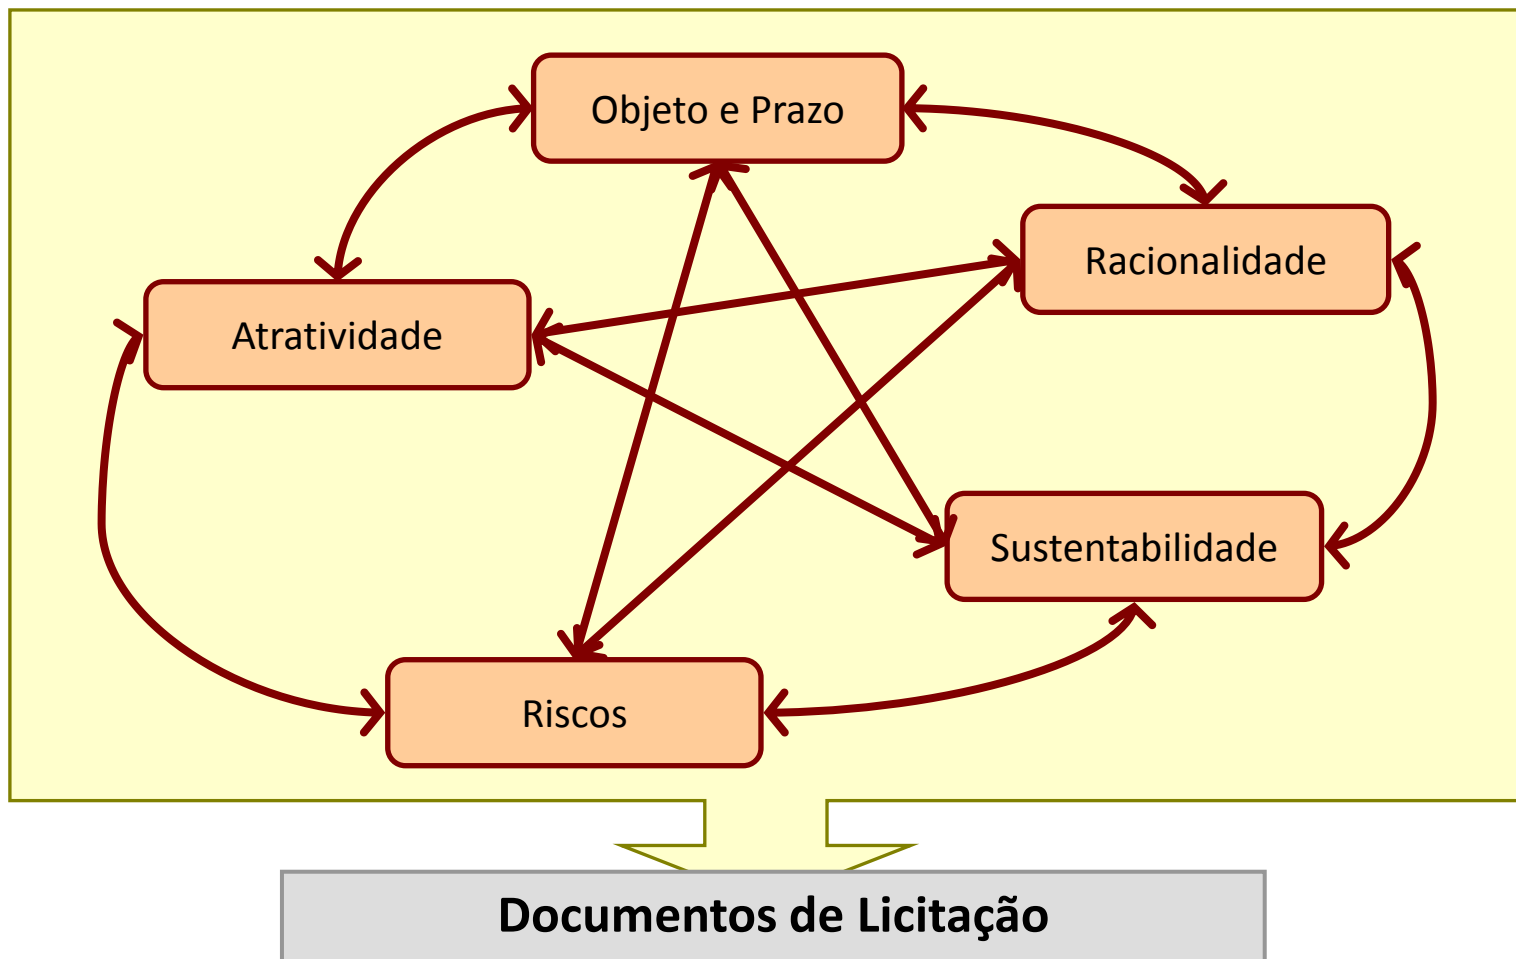 Objeto e Prazo
Racionalidade
Atratividade
Sustentabilidade
Riscos
Documentos de Licitação